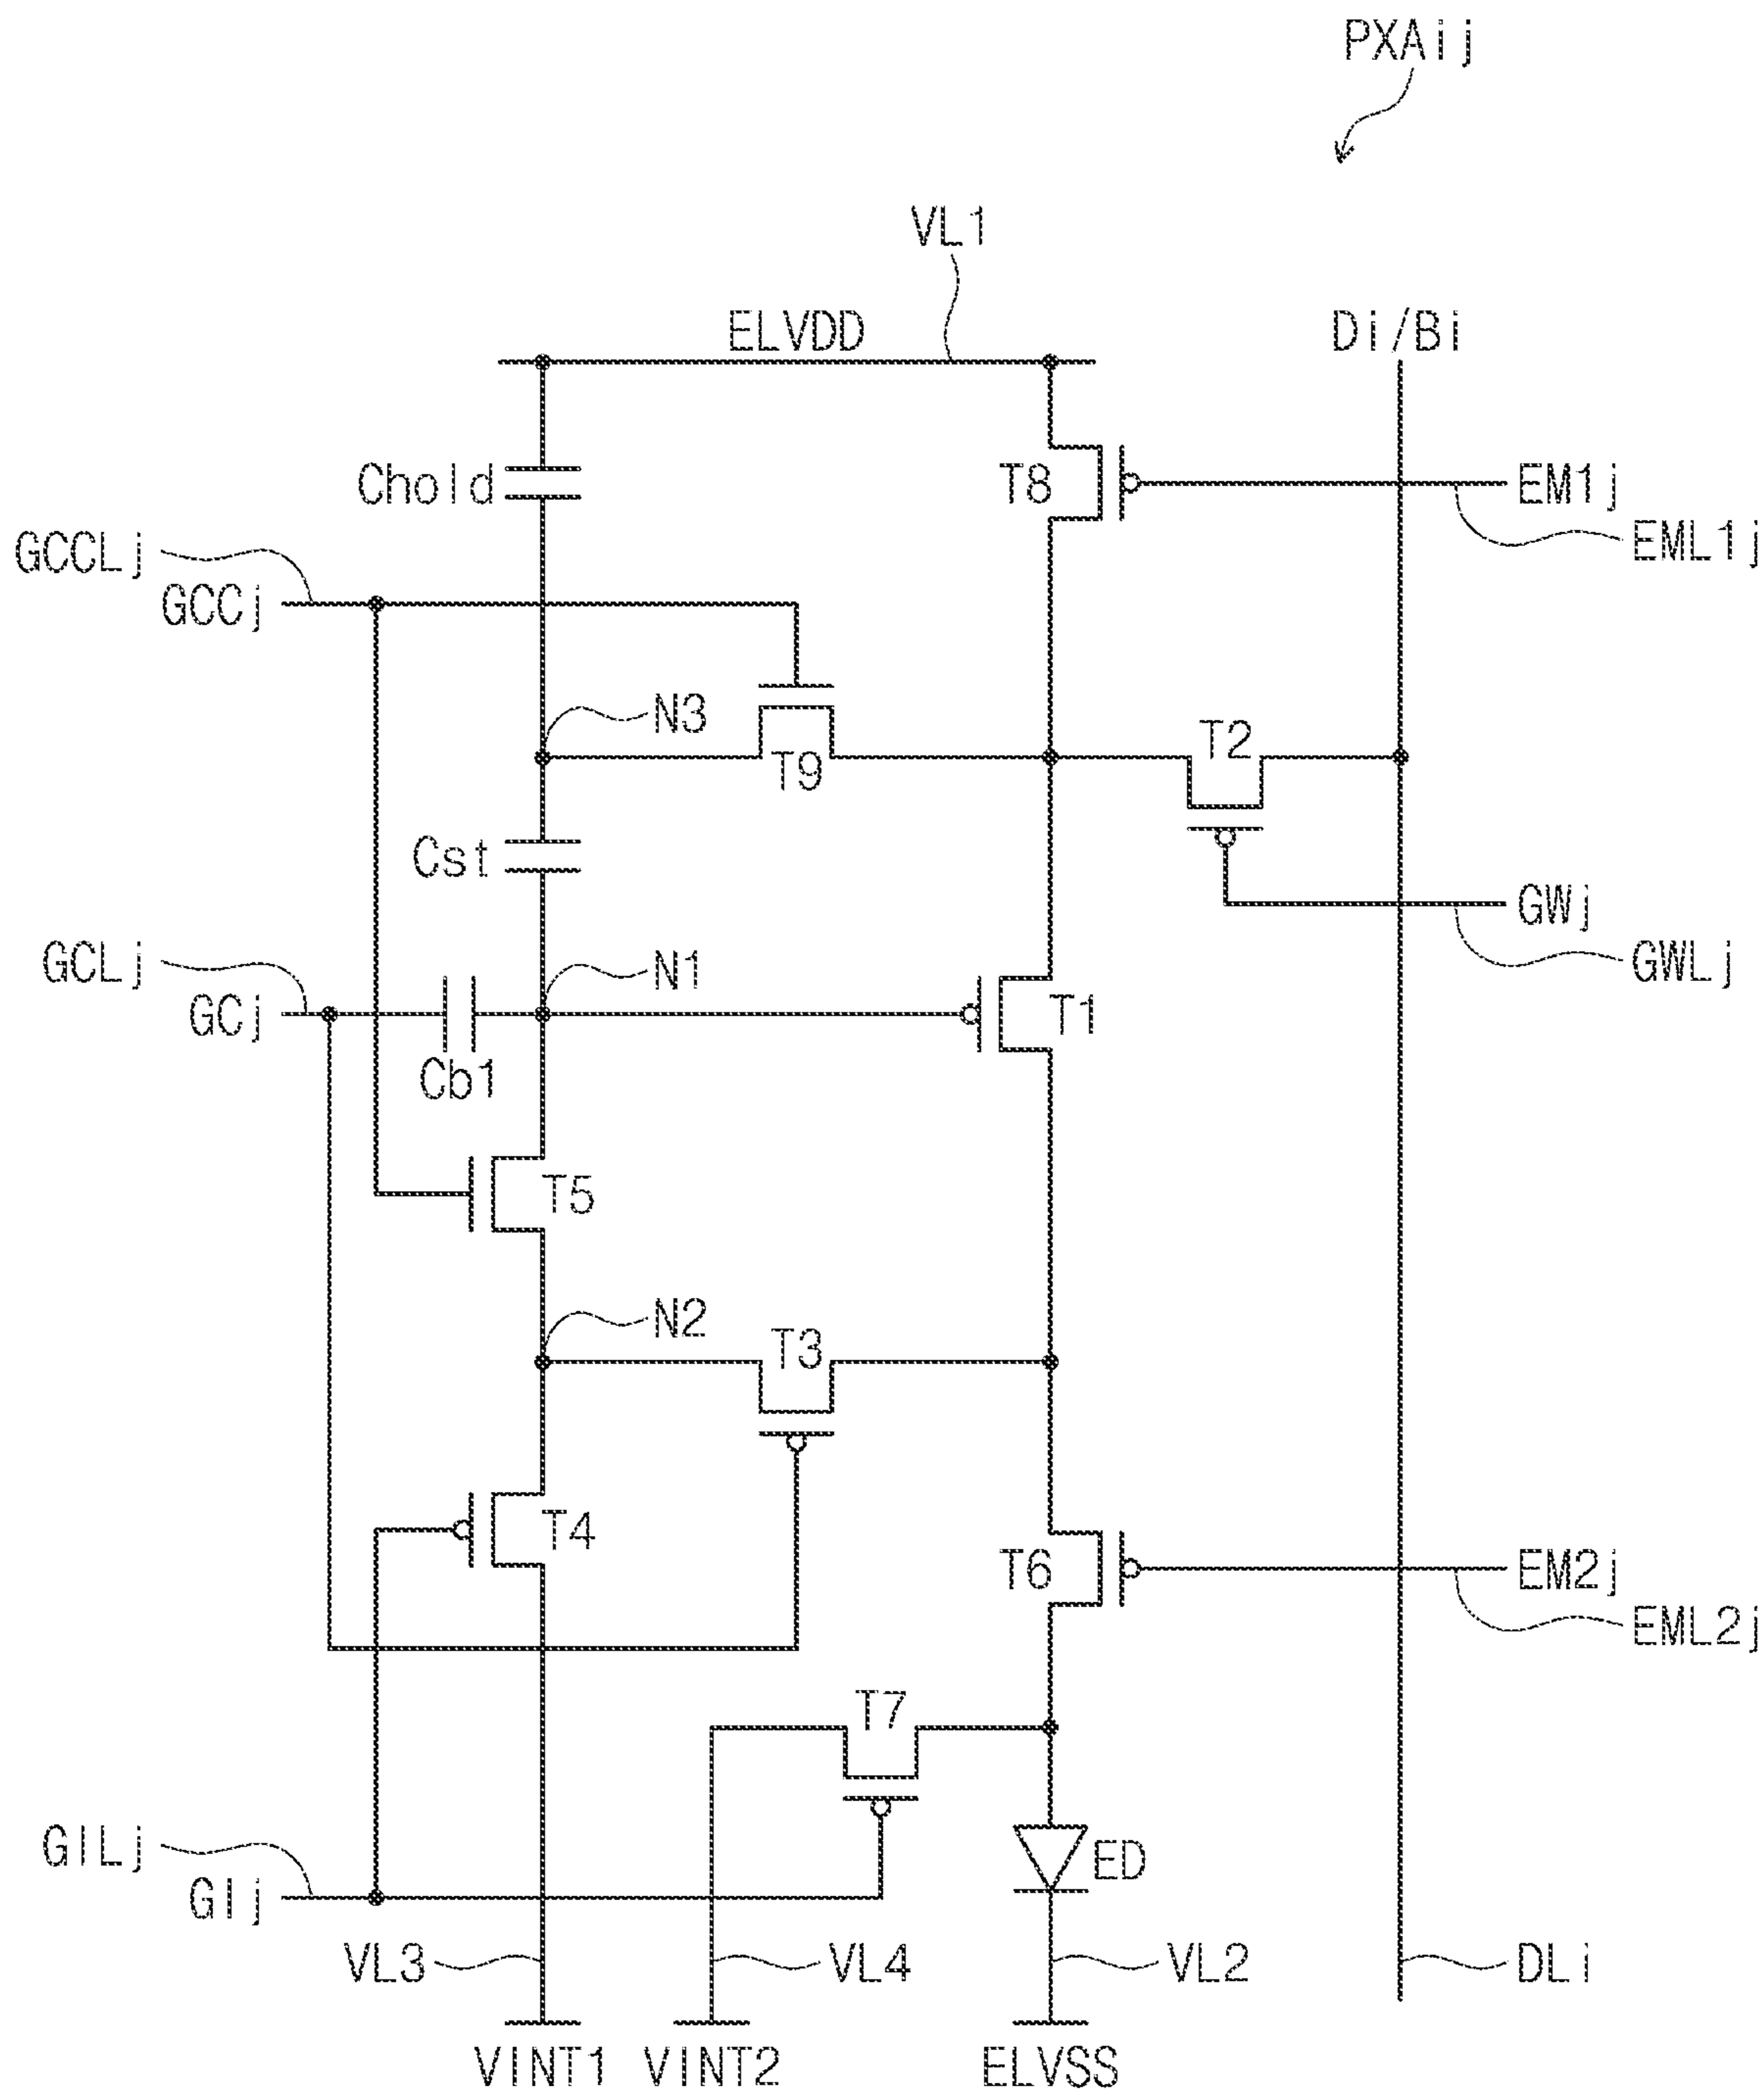 PXAij
VL1
ELVDD
Di/Bi
Chold
T8
EM1j
EML1j
GCCLj
GCCj
N3
T9
T2
Cst
GWj
GWLj
GCLj
GCj
N1
T1
Cb1
T5
N2
T3
T4
T6
EM2j
EML2j
T7
GILj
GIj
ED
VL3
VL4
VL2
DLi
VINT1
VINT2
ELVSS